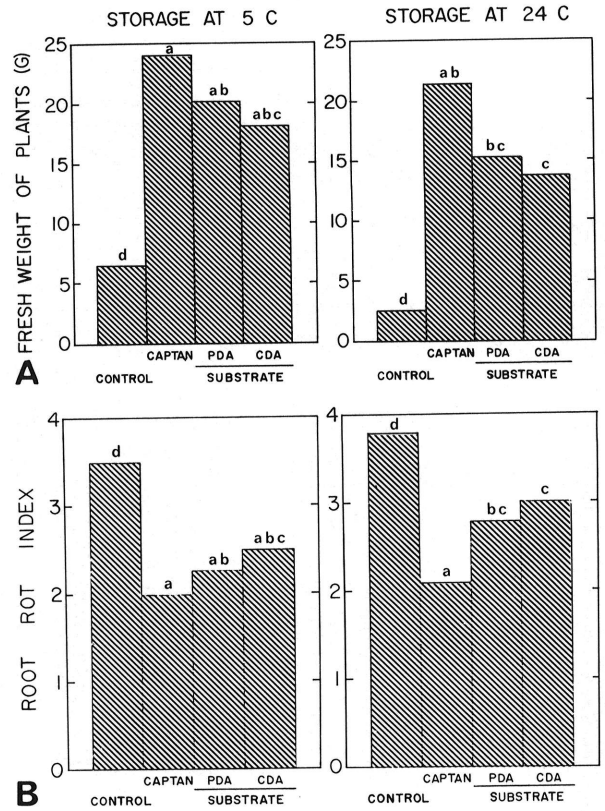 STORAGE AT 5 C
STORAGE AT 24 C
FRESH WEIGHT OF PLANTS (G)
25
20
15
10
5
0
d
a
ab
abc
CONTROL
CAPTAN
PDA
CDA
SUBSTRATE
25
20
15
10
5
0
d
ab
bc
c
CONTROL
CAPTAN
PDA
CDA
SUBSTRATE
A
ROOT ROT INDEX
4
3
2
1
0
d
a
ab
abc
CONTROL
CAPTAN
PDA
CDA
SUBSTRATE
4
3
2
1
0
d
a
bc
c
CONTROL
CAPTAN
PDA
CDA
SUBSTRATE
B